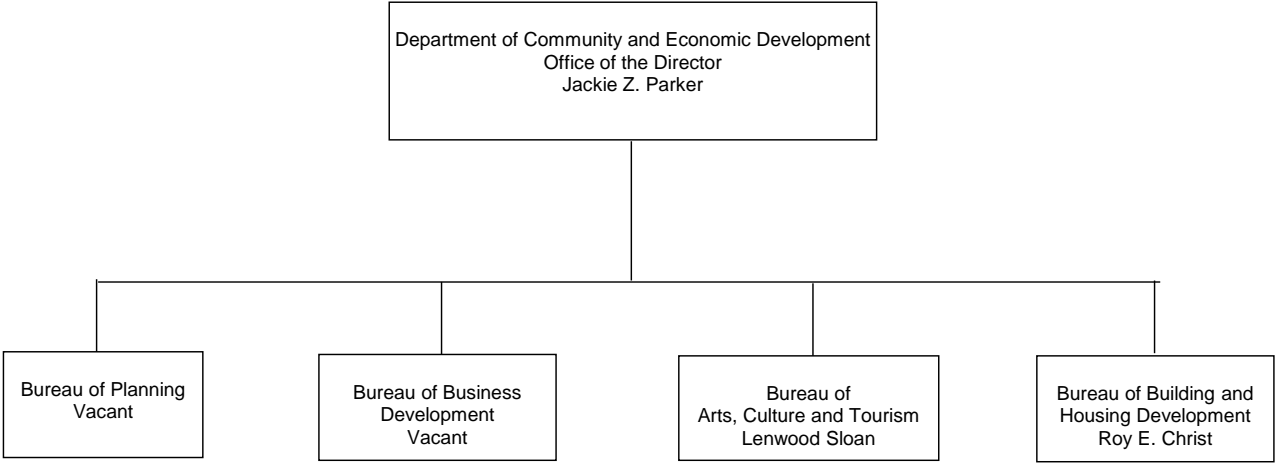 Department of Community and Economic Development
Office of the Director
Jackie Z. Parker
Bureau of Planning
Vacant
Bureau of Business
Development
Vacant
Bureau of
Arts, Culture and Tourism
Lenwood Sloan
Bureau of Building and
Housing Development
Roy E. Christ